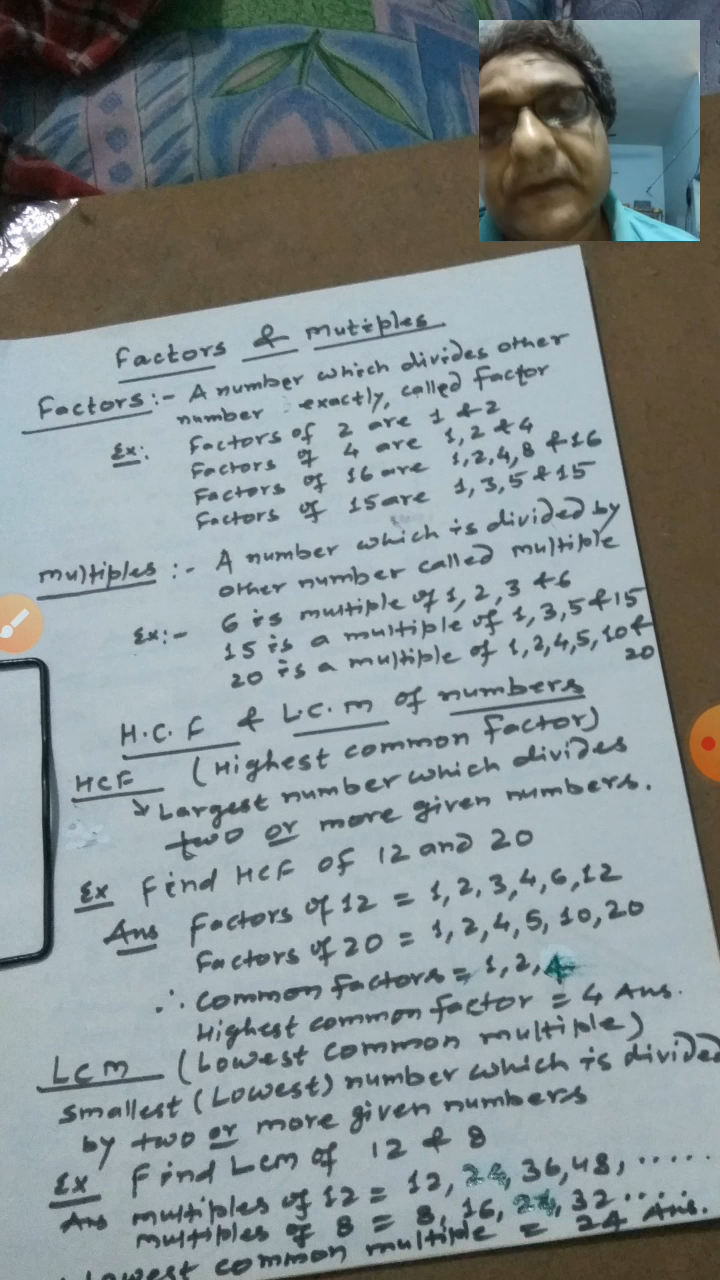 Factors & Mutiples
Factors:- A number which divides other
number exactly, called factor
Ex: Factors of 2 are 1 & 2
Factors of 4 are 1, 2 & 4
Factors of 16 are 1, 2, 4, 8 & 16
Factors of 15 are 1, 3, 5 & 15
multiples :- A number which is divided by
other number called multiple
Ex:- 6 is multiple of 1, 2, 3 & 6
15 is a multiple of 1, 3, 5 & 15
20 is a multiple of 1, 2, 4, 5, 10 &
20
H.C.F & L.C.M of numbers
HCF (Highest common factor)
↳ Largest number which divides
two or more given numbers.
Ex Find HCF of 12 and 20
Ans Factors of 12 = 1, 2, 3, 4, 6, 12
Factors of 20 = 1, 2, 4, 5, 10, 20
∴ common factors = 1, 2, 4
Highest common factor = 4 Ans.
LCM (Lowest common multiple)
smallest (Lowest) number which is divided
by two or more given numbers
Ex Find Lcm of 12 & 8
Ans multiples of 12 = 12, 24, 36, 48, .....
multiples of 8 = 8, 16, 24, 32 .....
Lowest common multiple = 24 Ans.